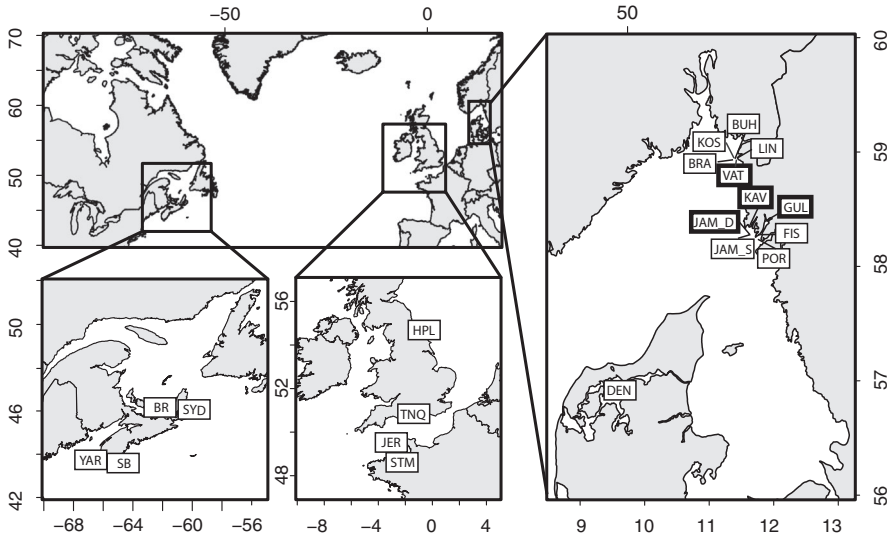 −50 0 50
70
60
50
40
60
59
58
57
56
BUH
KOS
LIN
BRA
VAT
KAV
GUL
JAM_D
FIS
JAM_S
POR
DEN
9 10 11 12 13
50
46
42
BR
SYD
YAR
SB
−68 −64 −60 −56
56
52
48
HPL
TNQ
JER
STM
−8 −4 0 4